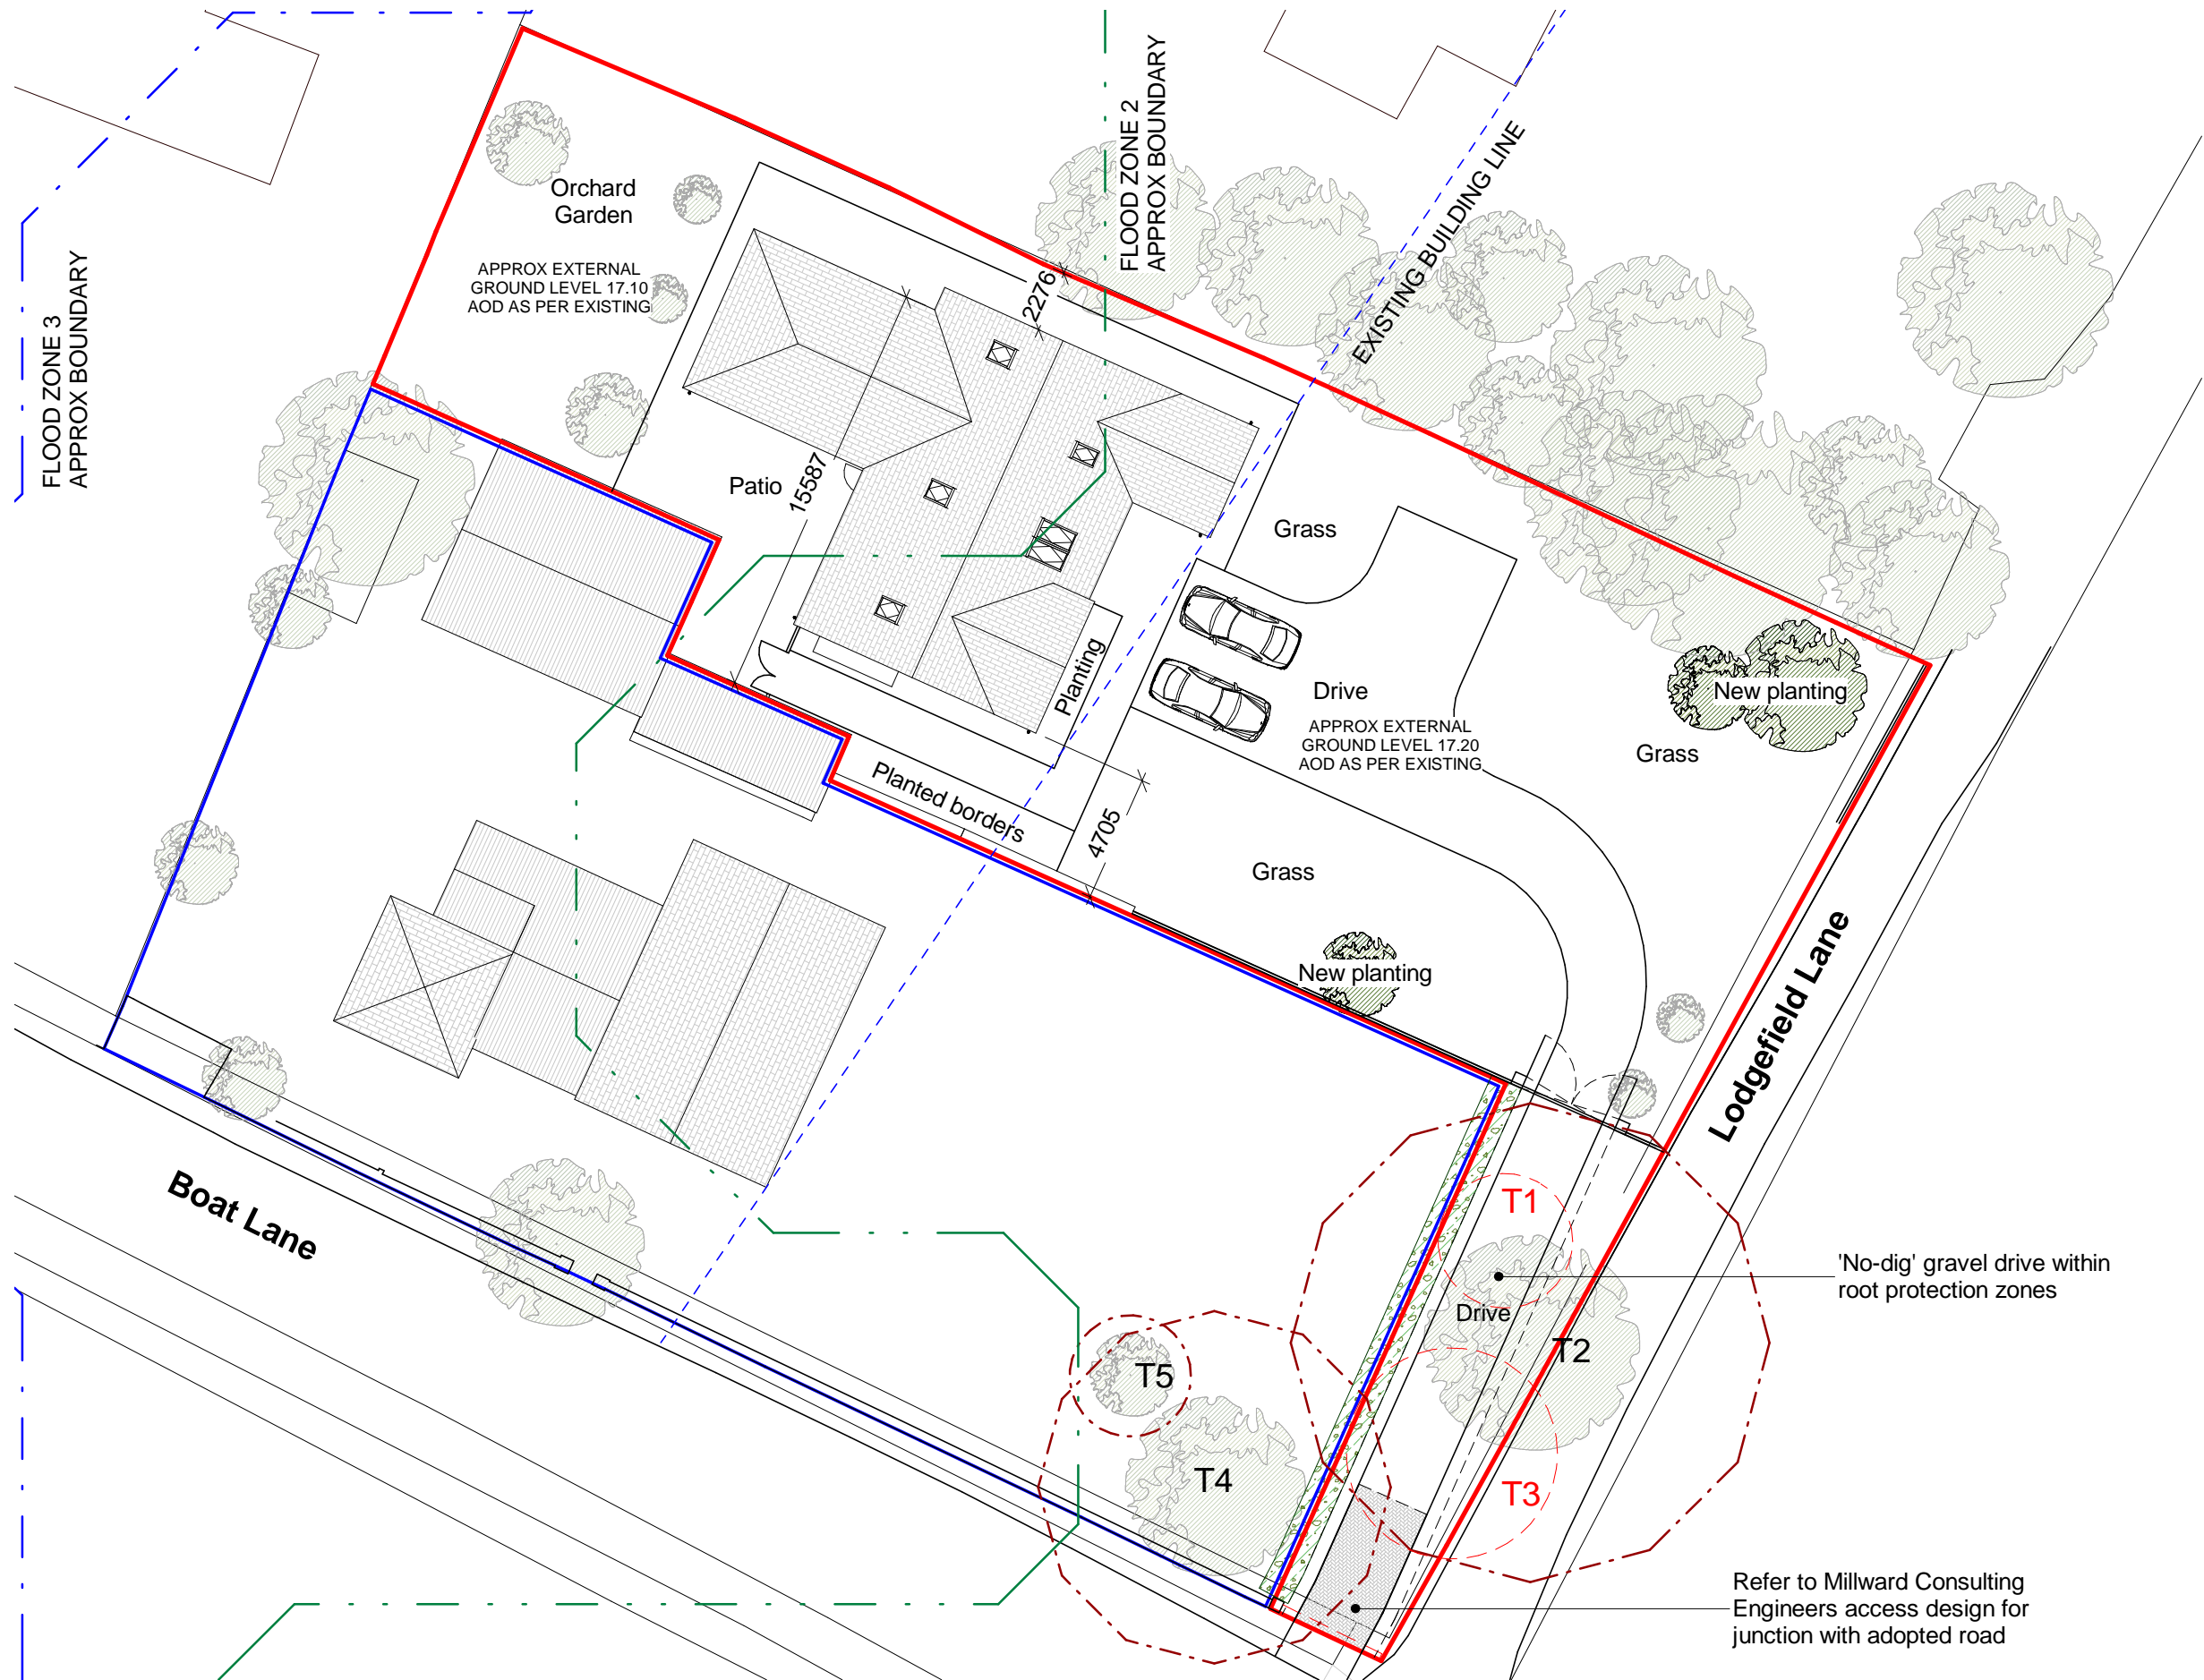 FLOOD ZONE 2
APPROX BOUNDARY
EXISTING BUILDING LINE
Orchard
Garden
APPROX EXTERNAL
GROUND LEVEL 17.10
AOD AS PER EXISTING
FLOOD ZONE 3
APPROX BOUNDARY
2276
Patio
15587
Grass
Planting
Drive
APPROX EXTERNAL
GROUND LEVEL 17.20
AOD AS PER EXISTING
New planting
Grass
Planted borders
4705
Grass
New planting
Lodgefield Lane
Boat Lane
T1
'No-dig' gravel drive within
root protection zones
Drive
T2
T5
T4
T3
Refer to Millward Consulting
Engineers access design for
junction with adopted road